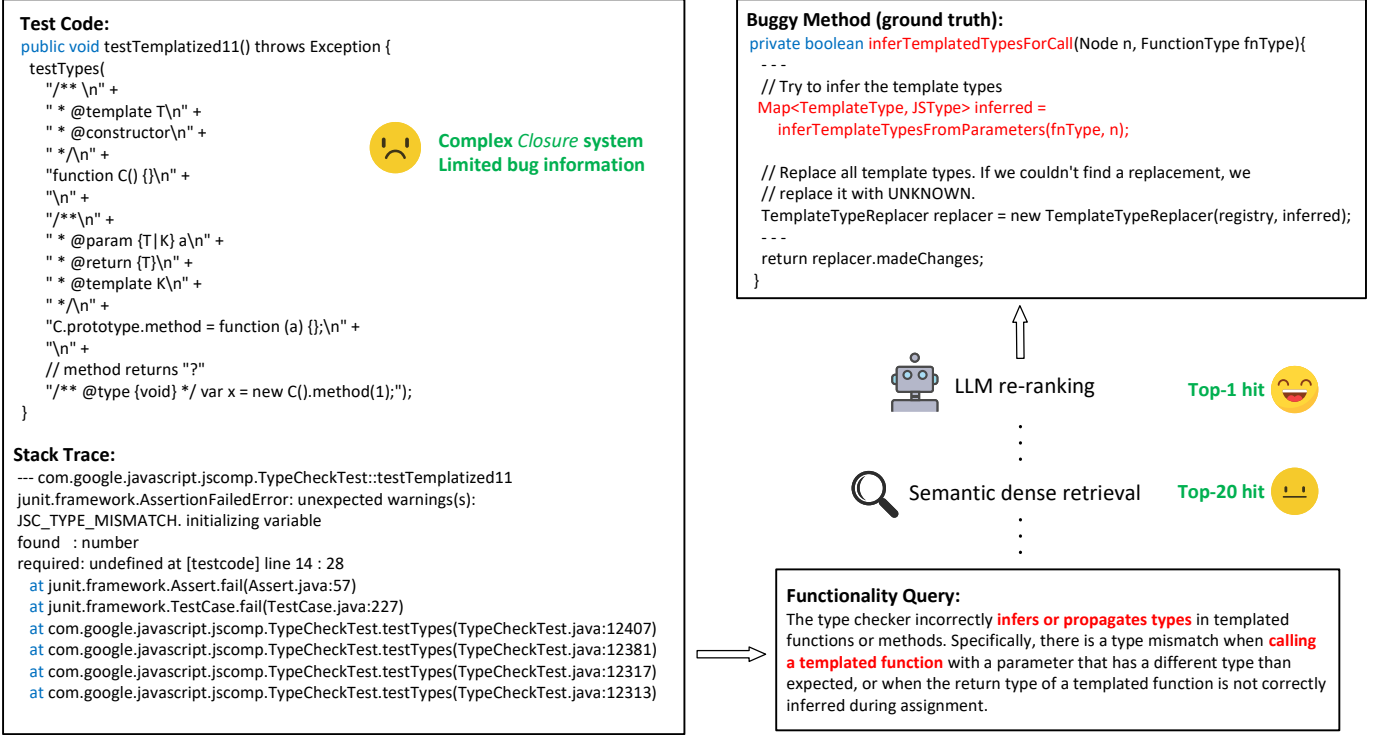 Test Code:
public void testTemplatized11() throws Exception {
testTypes(
"/** \n" +
" * @template T\n" +
" * @constructor\n" +
" */\n" +
"function C() {}\n" +
"\n" +
"/**\n" +
" * @param {T|K} a\n" +
" * @return {T}\n" +
" * @template K\n" +
" */\n" +
"C.prototype.method = function (a) {};\n" +
"\n" +
// method returns "?"
"/** @type {void} */ var x = new C().method(1);");
}
Complex Closure system
Limited bug information
Stack Trace:
--- com.google.javascript.jscomp.TypeCheckTest::testTemplatized11
junit.framework.AssertionFailedError: unexpected warnings(s):
JSC_TYPE_MISMATCH. initializing variable
found : number
required: undefined at [testcode] line 14 : 28
at junit.framework.Assert.fail(Assert.java:57)
at junit.framework.TestCase.fail(TestCase.java:227)
at com.google.javascript.jscomp.TypeCheckTest.testTypes(TypeCheckTest.java:12407)
at com.google.javascript.jscomp.TypeCheckTest.testTypes(TypeCheckTest.java:12381)
at com.google.javascript.jscomp.TypeCheckTest.testTypes(TypeCheckTest.java:12317)
at com.google.javascript.jscomp.TypeCheckTest.testTypes(TypeCheckTest.java:12313)
Buggy Method (ground truth):
private boolean inferTemplatedTypesForCall(Node n, FunctionType fnType){
- - -
// Try to infer the template types
Map<TemplateType, JSType> inferred =
inferTemplateTypesFromParameters(fnType, n);
// Replace all template types. If we couldn't find a replacement, we
// replace it with UNKNOWN.
TemplateTypeReplacer replacer = new TemplateTypeReplacer(registry, inferred);
- - -
return replacer.madeChanges;
}
LLM re-ranking
Top-1 hit
Semantic dense retrieval
Top-20 hit
Functionality Query:
The type checker incorrectly infers or propagates types in templated
functions or methods. Specifically, there is a type mismatch when calling
a templated function with a parameter that has a different type than
expected, or when the return type of a templated function is not correctly
inferred during assignment.